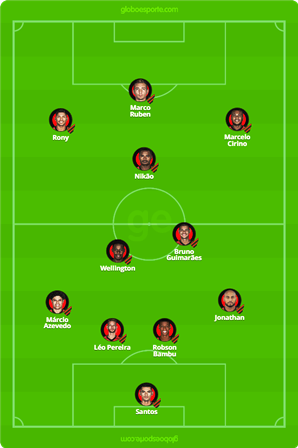 globoesporte.com
Marco
Ruben
Rony
Marcelo
Cirino
Nikão
ge
Bruno
Guimarães
Wellington
Márcio
Azevedo
Jonathan
Léo Pereira
Robson
Bambu
Santos
globoesporte.com